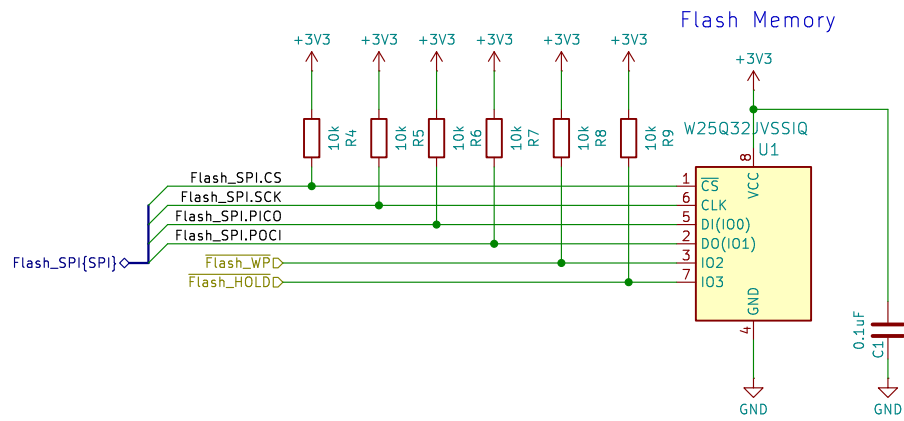 Flash Memory
+3V3 +3V3 +3V3 +3V3 +3V3 +3V3
+3V3
10k R4
10k R5
10k R6
10k R7
10k R8
10k R9
W25Q32JVSSIQ
U1
8 VCC
Flash_SPI.CS
1 CS
Flash_SPI.SCK
6 CLK
Flash_SPI.PICO
5 DI(IO0)
Flash_SPI.POCI
2 DO(IO1)
Flash_SPI{SPI}
Flash_WP
3 IO2
Flash_HOLD
7 IO3
GND
4
0.1uF
C1
GND
GND